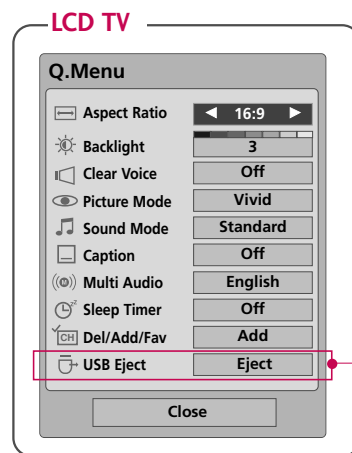 LCD TV
Q.Menu
Aspect Ratio ◀ 16:9 ▶
Backlight 3
Clear Voice Off
Picture Mode Vivid
Sound Mode Standard
Caption Off
Multi Audio English
Sleep Timer Off
CH Del/Add/Fav Add
USB Eject Eject
Close